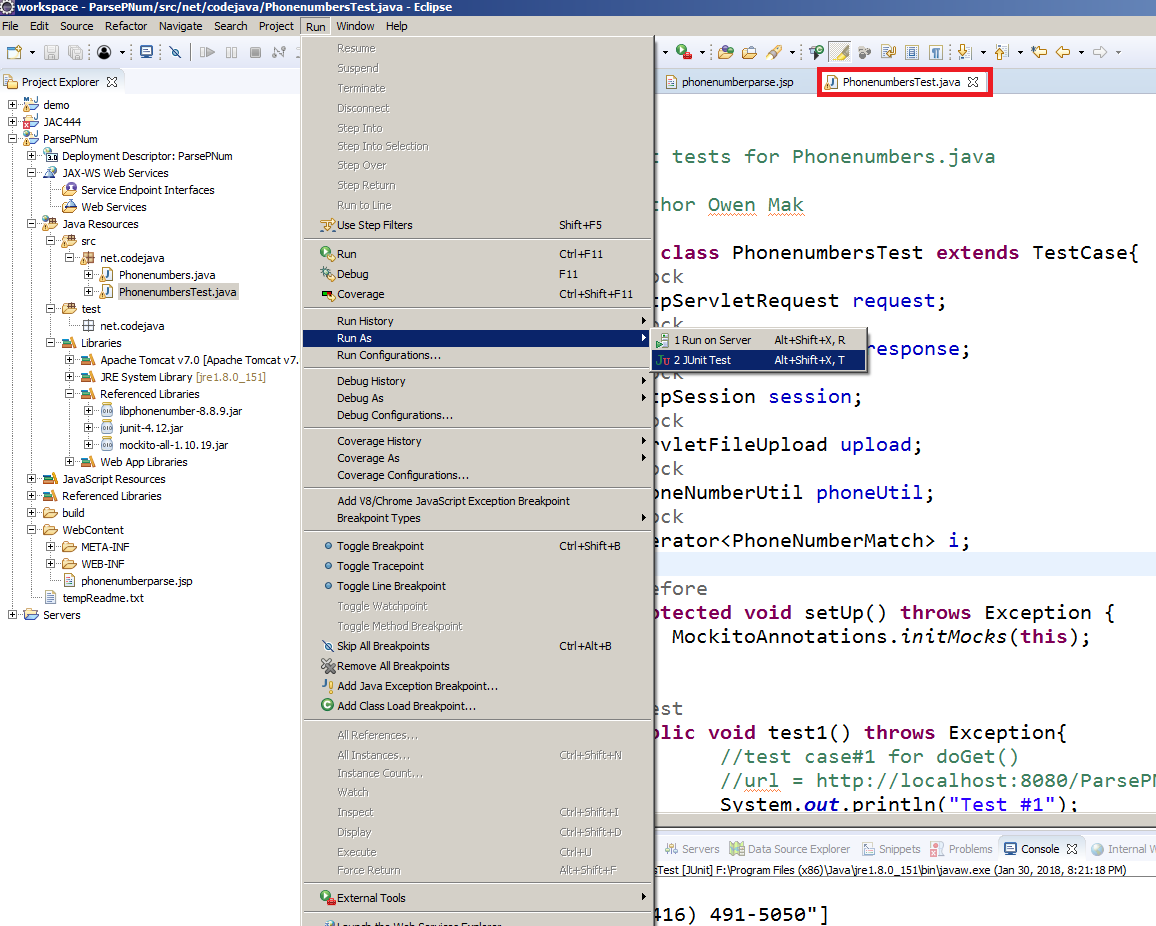 workspace - ParsePNum/src/net/codejava/PhonenumbersTest.java - Eclipse
File Edit Source Refactor Navigate Search Project Run Window Help
Project Explorer
demo
JAC444
ParsePNum
Deployment Descriptor: ParsePNum
JAX-WS Web Services
Service Endpoint Interfaces
Web Services
Java Resources
src
net.codejava
Phonenumbers.java
PhonenumbersTest.java
test
net.codejava
Libraries
Apache Tomcat v7.0 [Apache Tomcat v7.
JRE System Library [jre1.8.0_151]
Referenced Libraries
libphonenumber-8.8.9.jar
junit-4.12.jar
mockito-all-1.10.19.jar
Web App Libraries
JavaScript Resources
Referenced Libraries
build
WebContent
META-INF
WEB-INF
phonenumberparse.jsp
tempReadme.txt
Servers
Resume
Suspend
Terminate
Disconnect
Step Into
Step Into Selection
Step Over
Step Return
Run to Line
Use Step Filters Shift+F5
Run Ctrl+F11
Debug F11
Coverage Ctrl+Shift+F11
Run History
Run As
Run Configurations...
Debug History
Debug As
Debug Configurations...
Coverage History
Coverage As
Coverage Configurations...
Add V8/Chrome JavaScript Exception Breakpoint
Breakpoint Types
Toggle Breakpoint Ctrl+Shift+B
Toggle Tracepoint
Toggle Line Breakpoint
Toggle Watchpoint
Toggle Method Breakpoint
Skip All Breakpoints Ctrl+Alt+B
Remove All Breakpoints
Add Java Exception Breakpoint...
Add Class Load Breakpoint...
All References...
All Instances... Ctrl+Shift+N
Instance Count...
Watch
Inspect Ctrl+Shift+I
Display Ctrl+Shift+D
Execute Ctrl+U
Force Return Alt+Shift+F
External Tools
Launch the Web Services Explorer
1 Run on Server Alt+Shift+X, R
2 JUnit Test Alt+Shift+X, T
phonenumberparse.jsp
PhonenumbersTest.java
t tests for Phonenumbers.java
thor Owen Mak
class PhonenumbersTest extends TestCase{
ock
tpServletRequest request;
ock
response;
ock
tpSession session;
ock
rvletFileUpload upload;
ock
oneNumberUtil phoneUtil;
ock
erator<PhoneNumberMatch> i;
efore
otected void setUp() throws Exception {
MockitoAnnotations.initMocks(this);
est
blic void test1() throws Exception{
//test case#1 for doGet()
//url = http://localhost:8080/ParsePN
System.out.println("Test #1");
Servers Data Source Explorer Snippets Problems Console Internal W
sTest [JUnit] F:\Program Files (x86)\Java\jre1.8.0_151\bin\javaw.exe (Jan 30, 2018, 8:21:18 PM)
416) 491-5050"]